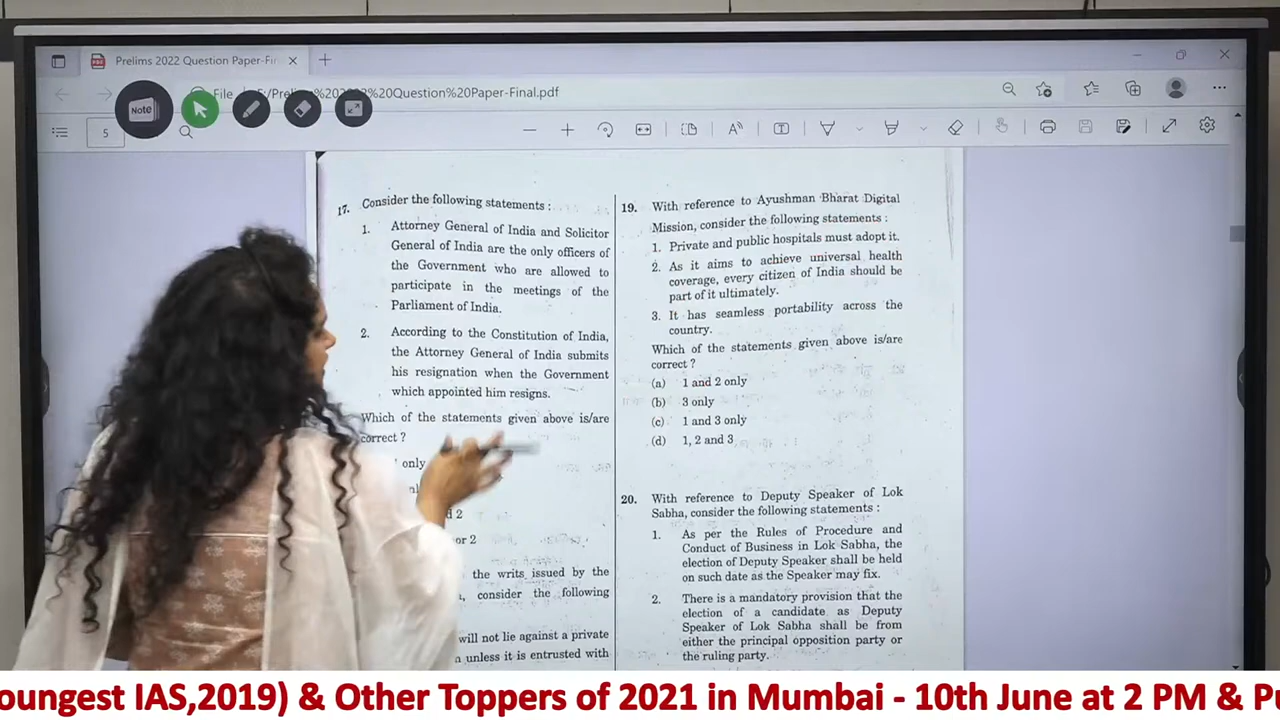 Prelims 2022 Question Paper-Fin
File
E:/Prelims%202022%20Question%20Paper-Final.pdf
Note
5
17. Consider the following statements :
1. Attorney General of India and Solicitor
General of India are the only officers of
the Government who are allowed to
participate in the meetings of the
Parliament of India.
2. According to the Constitution of India,
the Attorney General of India submits
his resignation when the Government
which appointed him resigns.
Which of the statements given above is/are
correct ?
only
2
or 2
the writs issued by the
consider the following
will not lie against a private
unless it is entrusted with
19. With reference to Ayushman Bharat Digital
Mission, consider the following statements :
1. Private and public hospitals must adopt it.
2. As it aims to achieve universal health
coverage, every citizen of India should be
part of it ultimately.
3. It has seamless portability across the
country.
Which of the statements given above is/are
correct ?
(a) 1 and 2 only
(b) 3 only
(c) 1 and 3 only
(d) 1, 2 and 3
20. With reference to Deputy Speaker of Lok
Sabha, consider the following statements :
1. As per the Rules of Procedure and
Conduct of Business in Lok Sabha, the
election of Deputy Speaker shall be held
on such date as the Speaker may fix.
2. There is a mandatory provision that the
election of a candidate as Deputy
Speaker of Lok Sabha shall be from
either the principal opposition party or
the ruling party.
oungest IAS,2019) & Other Toppers of 2021 in Mumbai - 10th June at 2 PM & Pu